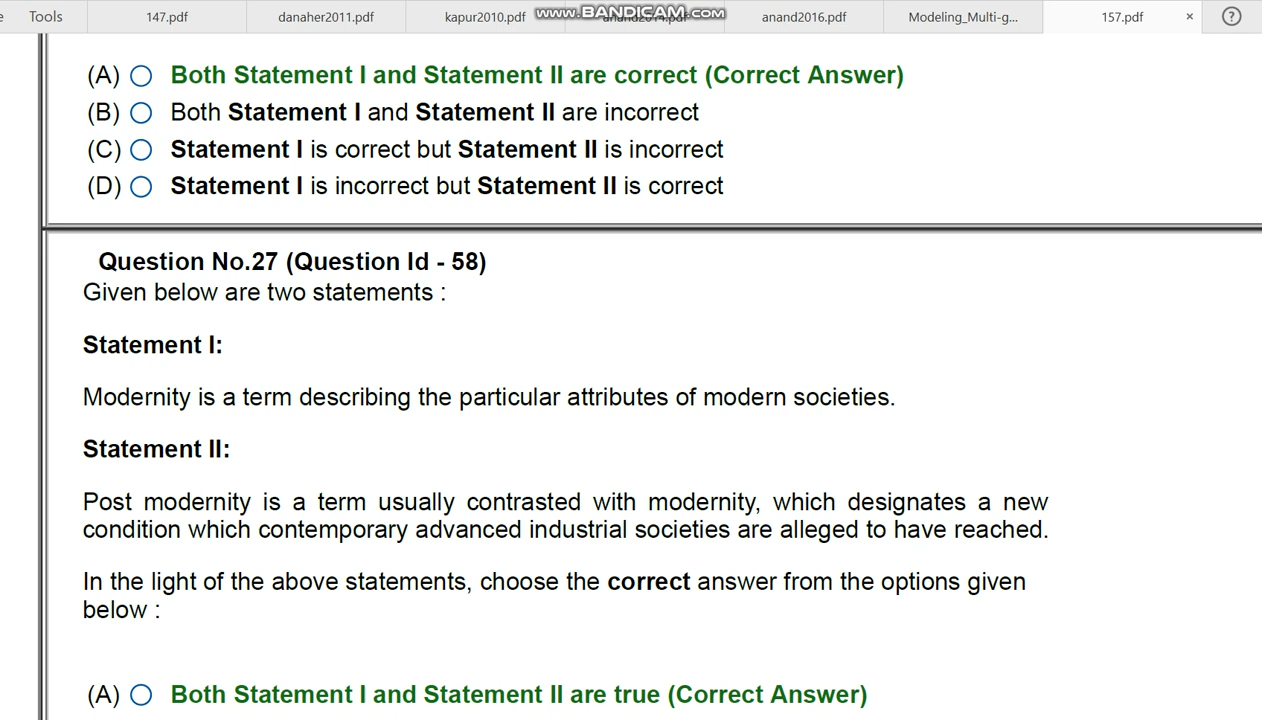 e Tools 147.pdf danaher2011.pdf kapur2010.pdf anand2014.pdf anand2016.pdf Modeling_Multi-g... 157.pdf × ?
www.BANDICAM.com
(A) Both Statement I and Statement II are correct (Correct Answer)
(B) Both Statement I and Statement II are incorrect
(C) Statement I is correct but Statement II is incorrect
(D) Statement I is incorrect but Statement II is correct
Question No.27 (Question Id - 58)
Given below are two statements :
Statement I:
Modernity is a term describing the particular attributes of modern societies.
Statement II:
Post modernity is a term usually contrasted with modernity, which designates a new
condition which contemporary advanced industrial societies are alleged to have reached.
In the light of the above statements, choose the correct answer from the options given
below :
(A) Both Statement I and Statement II are true (Correct Answer)